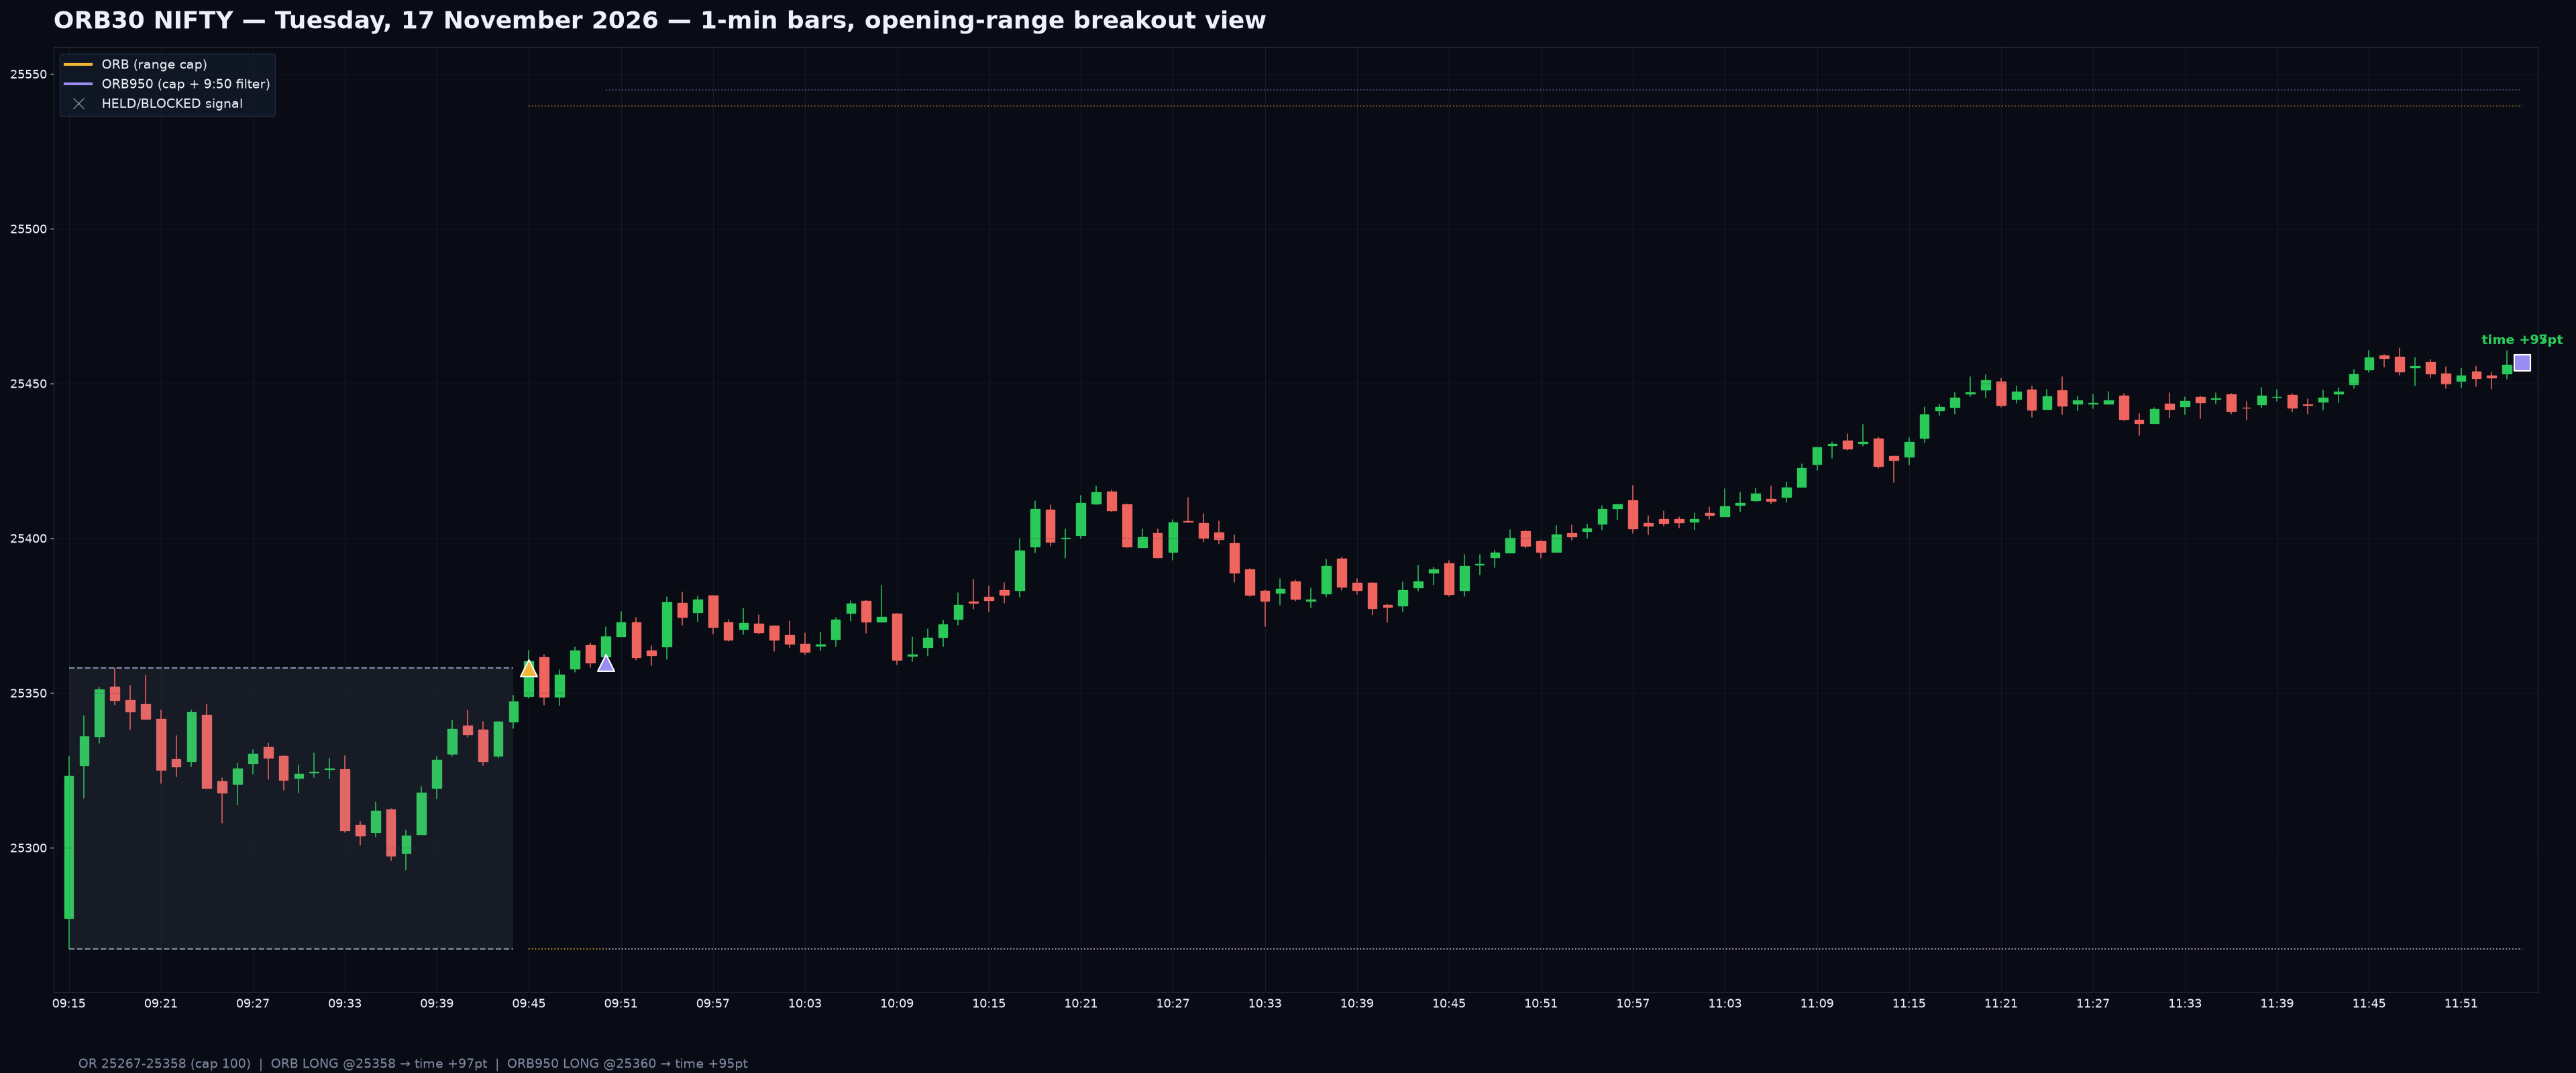 ORB30 NIFTY — Tuesday, 17 November 2026 — 1-min bars, opening-range breakout view
ORB (range cap)
ORB950 (cap + 9:50 filter)
HELD/BLOCKED signal
25550
25500
25450
25400
25350
25300
time
09:15 09:21 09:27 09:33 09:39 09:45 09:51 09:57 10:03 10:09 10:15 10:21 10:27 10:33 10:39 10:45 10:51 10:57 11:03 11:09 11:15 11:21 11:27 11:33 11:39 11:45 11:51
OR 25267-25358 (cap 100) | ORB LONG @25358 → time +97pt | ORB950 LONG @25360 → time +95pt